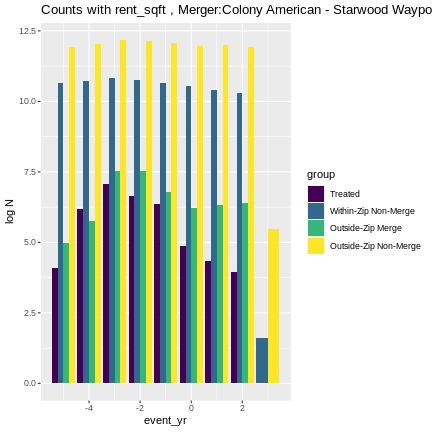 Counts with rent_sqft , Merger:Colony American - Starwood Waypo
12.5
10.0
7.5
5.0
2.5
0.0
log N
-4
-2
0
2
event_yr
group
Treated
Within-Zip Non-Merge
Outside-Zip Merge
Outside-Zip Non-Merge